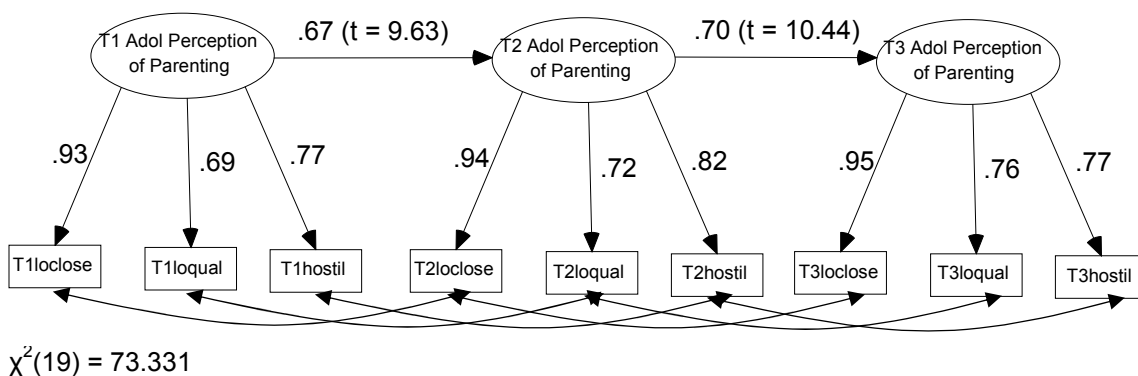 T1 Adol Perception
of Parenting
.67 (t = 9.63)
T2 Adol Perception
of Parenting
.70 (t = 10.44)
T3 Adol Perception
of Parenting
.93
.69
.77
.94
.72
.82
.95
.76
.77
T1loclose
T1loqual
T1hostil
T2loclose
T2loqual
T2hostil
T3loclose
T3loqual
T3hostil
χ²(19) = 73.331